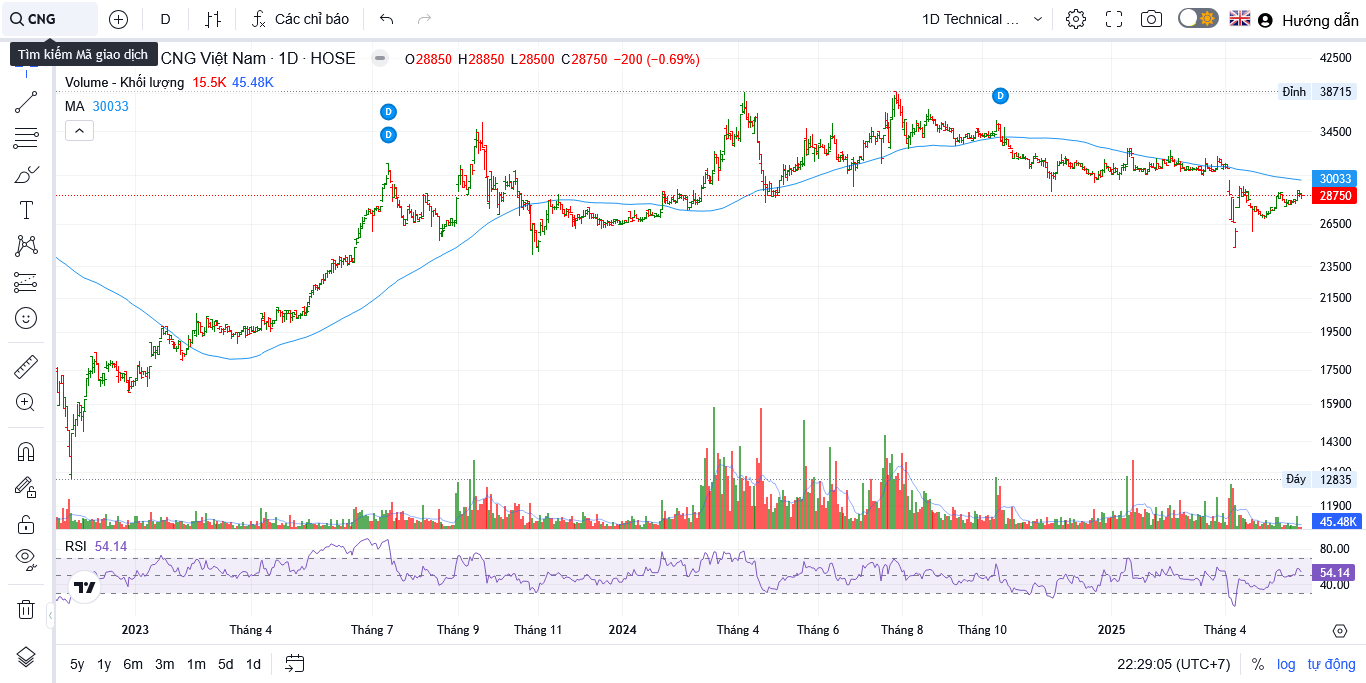 CNG
D
Các chỉ báo
1D Technical ...
Hướng dẫn
Tìm kiếm Mã giao dịch
CNG Việt Nam · 1D · HOSE
O28850 H28850 L28500 C28750 −200 (−0.69%)
Volume - Khối lượng 15.5K 45.48K
MA 30033
D
D
D
42500
Đỉnh 38715
34500
30033
28750
26500
23500
21500
19500
17500
15900
14300
Đáy 12835
11900
45.48K
RSI 54.14
80.00
54.14
40.00
2023 Tháng 4 Tháng 7 Tháng 9 Tháng 11 2024 Tháng 4 Tháng 6 Tháng 8 Tháng 10 2025 Tháng 4
5y 1y 6m 3m 1m 5d 1d
22:29:05 (UTC+7) % log tự động